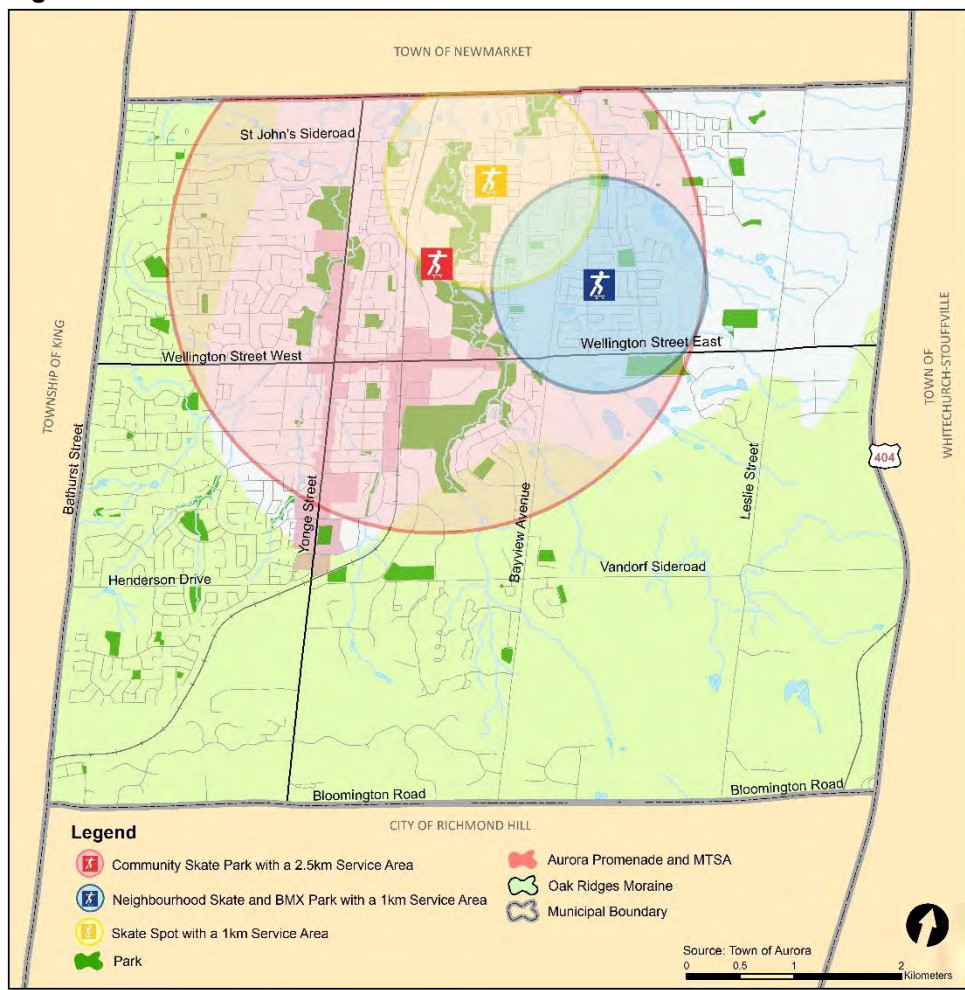 TOWN OF NEWMARKET
St John's Sideroad
TOWNSHIP OF KING
Wellington Street West
Wellington Street East
TOWN OF
WHITECHURCH-STOUFFVILLE
404
Bathurst Street
Yonge Street
Bayview Avenue
Leslie Street
Henderson Drive
Vandorf Sideroad
Bloomington Road
Bloomington Road
CITY OF RICHMOND HILL
Legend
Community Skate Park with a 2.5km Service Area
Neighbourhood Skate and BMX Park with a 1km Service Area
Skate Spot with a 1km Service Area
Park
Aurora Promenade and MTSA
Oak Ridges Moraine
Municipal Boundary
Source: Town of Aurora
0 0.5 1 2
Kilometers